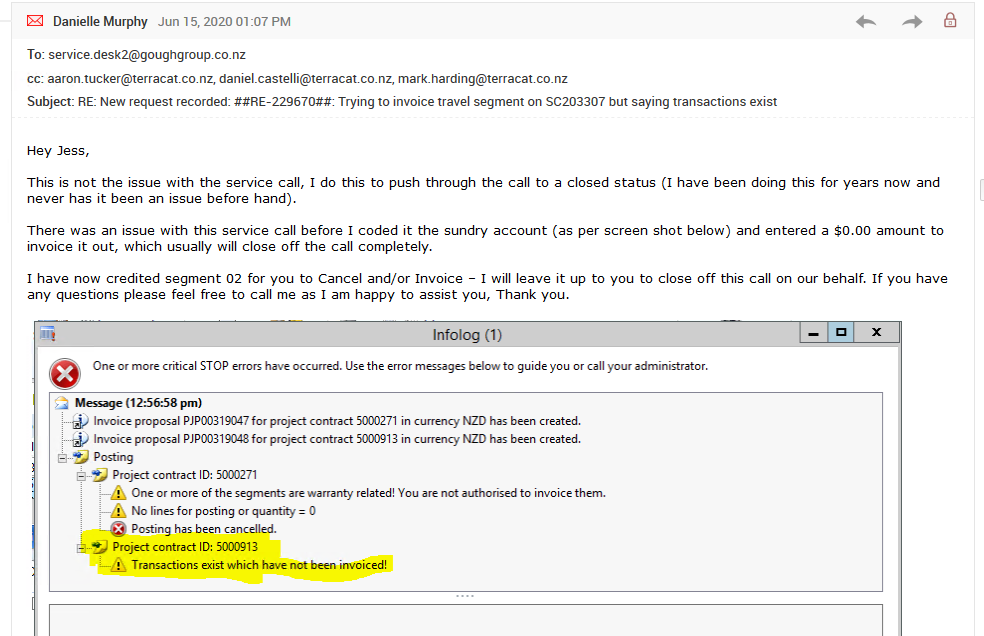 Danielle Murphy Jun 15, 2020 01:07 PM
To: service.desk2@goughgroup.co.nz
cc: aaron.tucker@terracat.co.nz, daniel.castelli@terracat.co.nz, mark.harding@terracat.co.nz
Subject: RE: New request recorded: ##RE-229670##: Trying to invoice travel segment on SC203307 but saying transactions exist
Hey Jess,
This is not the issue with the service call, I do this to push through the call to a closed status (I have been doing this for years now and
never has it been an issue before hand).
There was an issue with this service call before I coded it the sundry account (as per screen shot below) and entered a $0.00 amount to
invoice it out, which usually will close off the call completely.
I have now credited segment 02 for you to Cancel and/or Invoice – I will leave it up to you to close off this call on our behalf. If you have
any questions please feel free to call me as I am happy to assist you, Thank you.
Infolog (1)
One or more critical STOP errors have occurred. Use the error messages below to guide you or call your administrator.
Message (12:56:58 pm)
Invoice proposal PJP00319047 for project contract 5000271 in currency NZD has been created.
Invoice proposal PJP00319048 for project contract 5000913 in currency NZD has been created.
Posting
Project contract ID: 5000271
One or more of the segments are warranty related! You are not authorised to invoice them.
No lines for posting or quantity = 0
Posting has been cancelled.
Project contract ID: 5000913
Transactions exist which have not been invoiced!